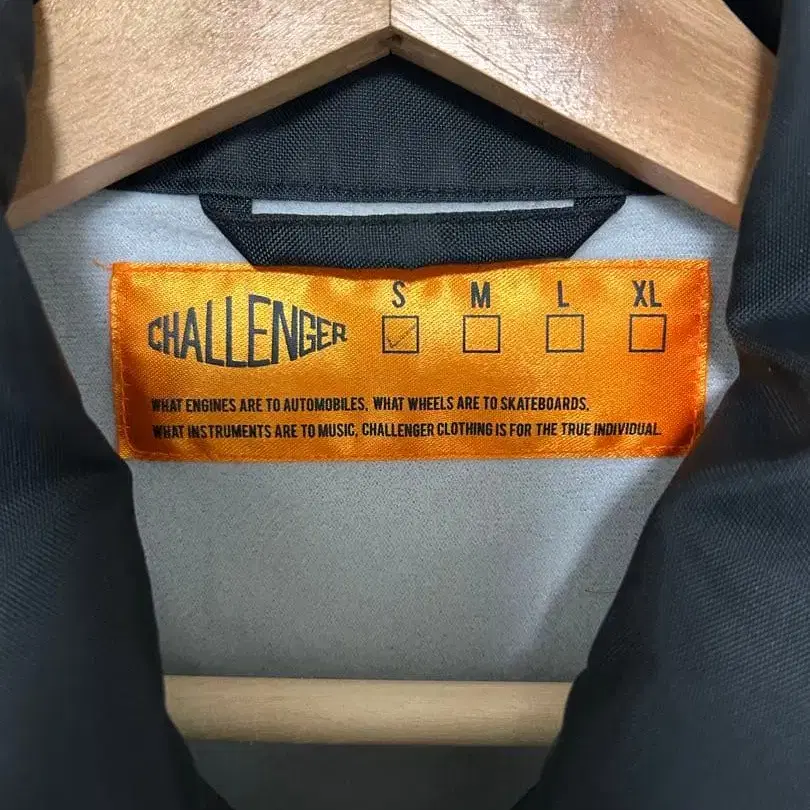 CHALLENGER S M L XL
WHAT ENGINES ARE TO AUTOMOBILES, WHAT WHEELS ARE TO SKATEBOARDS,
WHAT INSTRUMENTS ARE TO MUSIC, CHALLENGER CLOTHING IS FOR THE TRUE INDIVIDUAL.